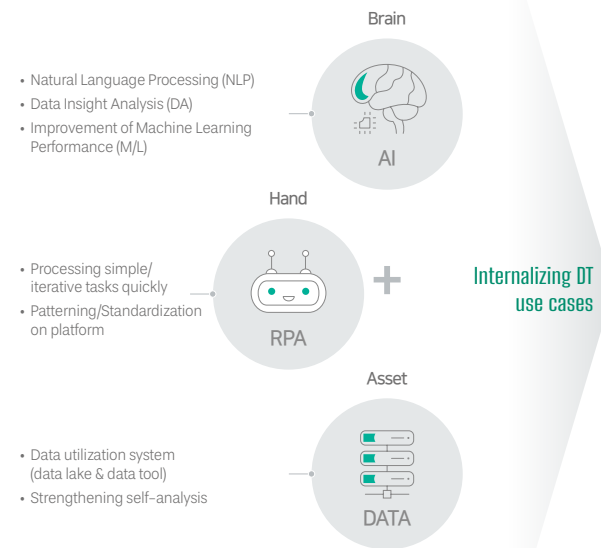 Brain
• Natural Language Processing (NLP)
• Data Insight Analysis (DA)
• Improvement of Machine Learning
Performance (M/L)
AI
Hand
• Processing simple/
iterative tasks quickly
• Patterning/Standardization
on platform
RPA
+
Internalizing DT
use cases
Asset
• Data utilization system
(data lake & data tool)
• Strengthening self-analysis
DATA